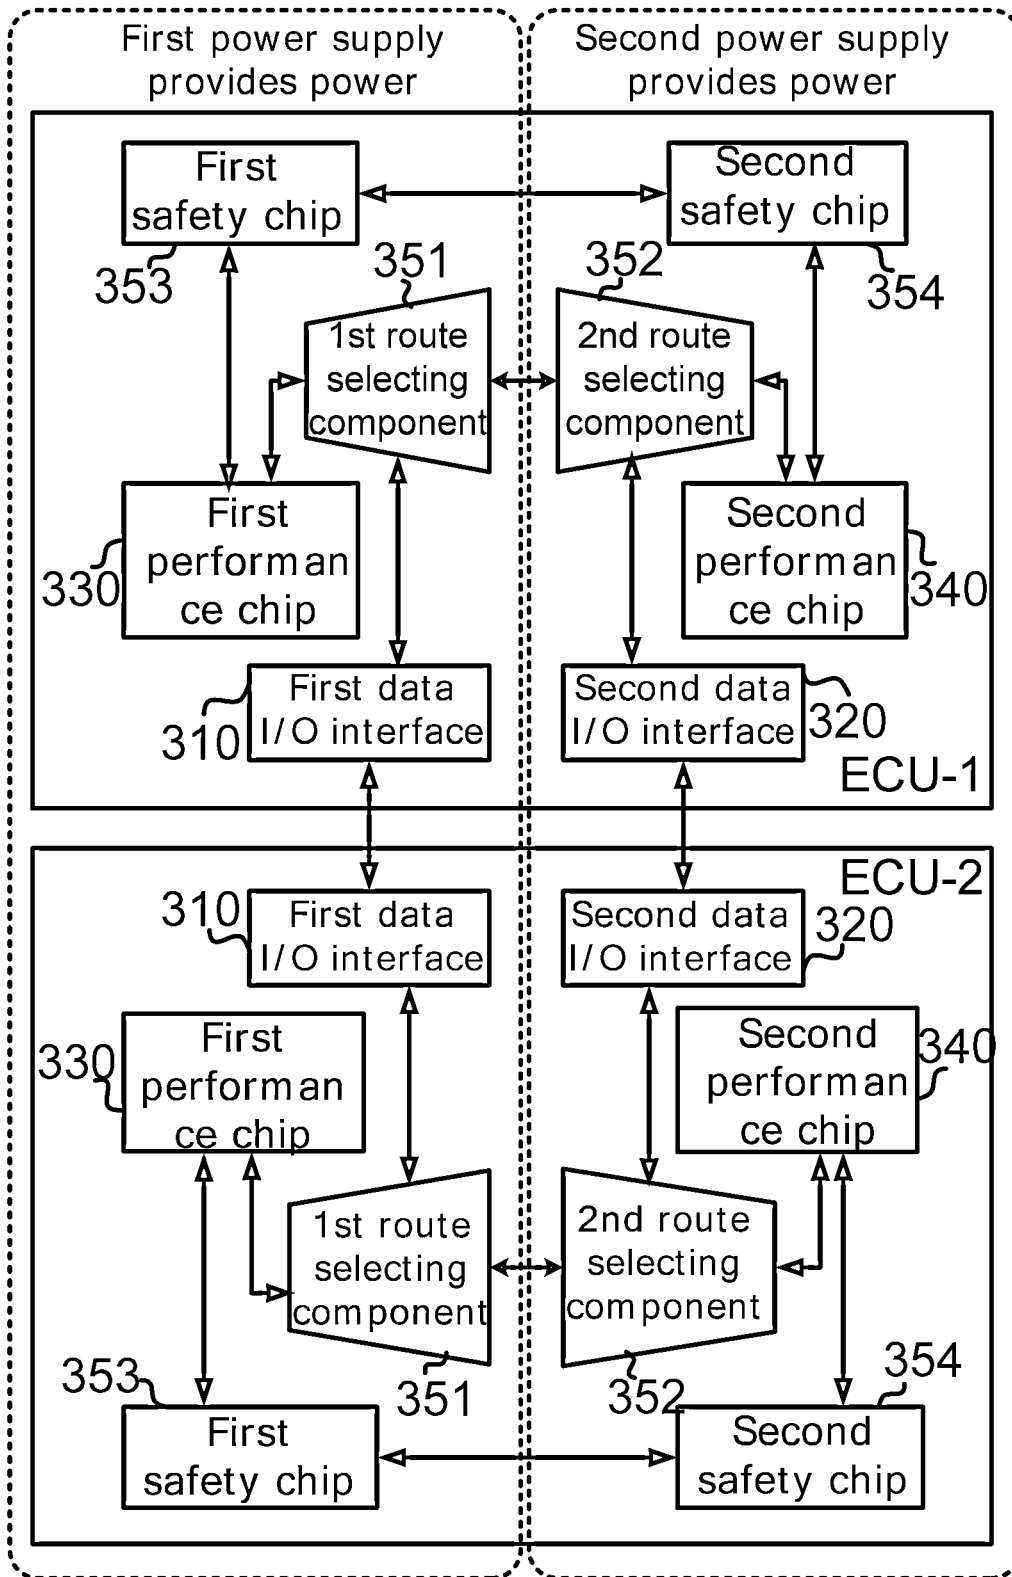 First power supply
provides power
Second power supply
provides power
First
safety chip
353
Second
safety chip
354
351
1st route
selecting
component
352
2nd route
selecting
component
First
performan
ce chip
330
Second
performan
ce chip
340
First data
I/O interface
310
Second data
I/O interface
320
ECU-1
ECU-2
310
First data
I/O interface
Second data
I/O interface
320
330
First
performan
ce chip
Second
performan
ce chip
340
1st route
selecting
component
351
2nd route
selecting
component
352
353
First
safety chip
354
Second
safety chip